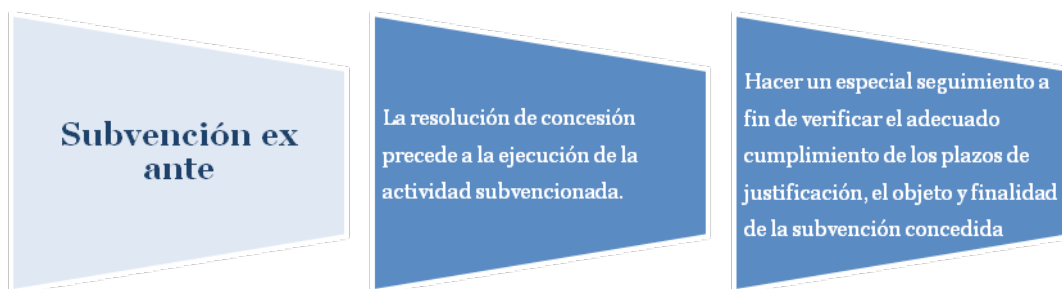 Subvención ex
ante
La resolución de concesión
precede a la ejecución de la
actividad subvencionada.
Hacer un especial seguimiento a
fin de verificar el adecuado
cumplimiento de los plazos de
justificación, el objeto y finalidad
de la subvención concedida